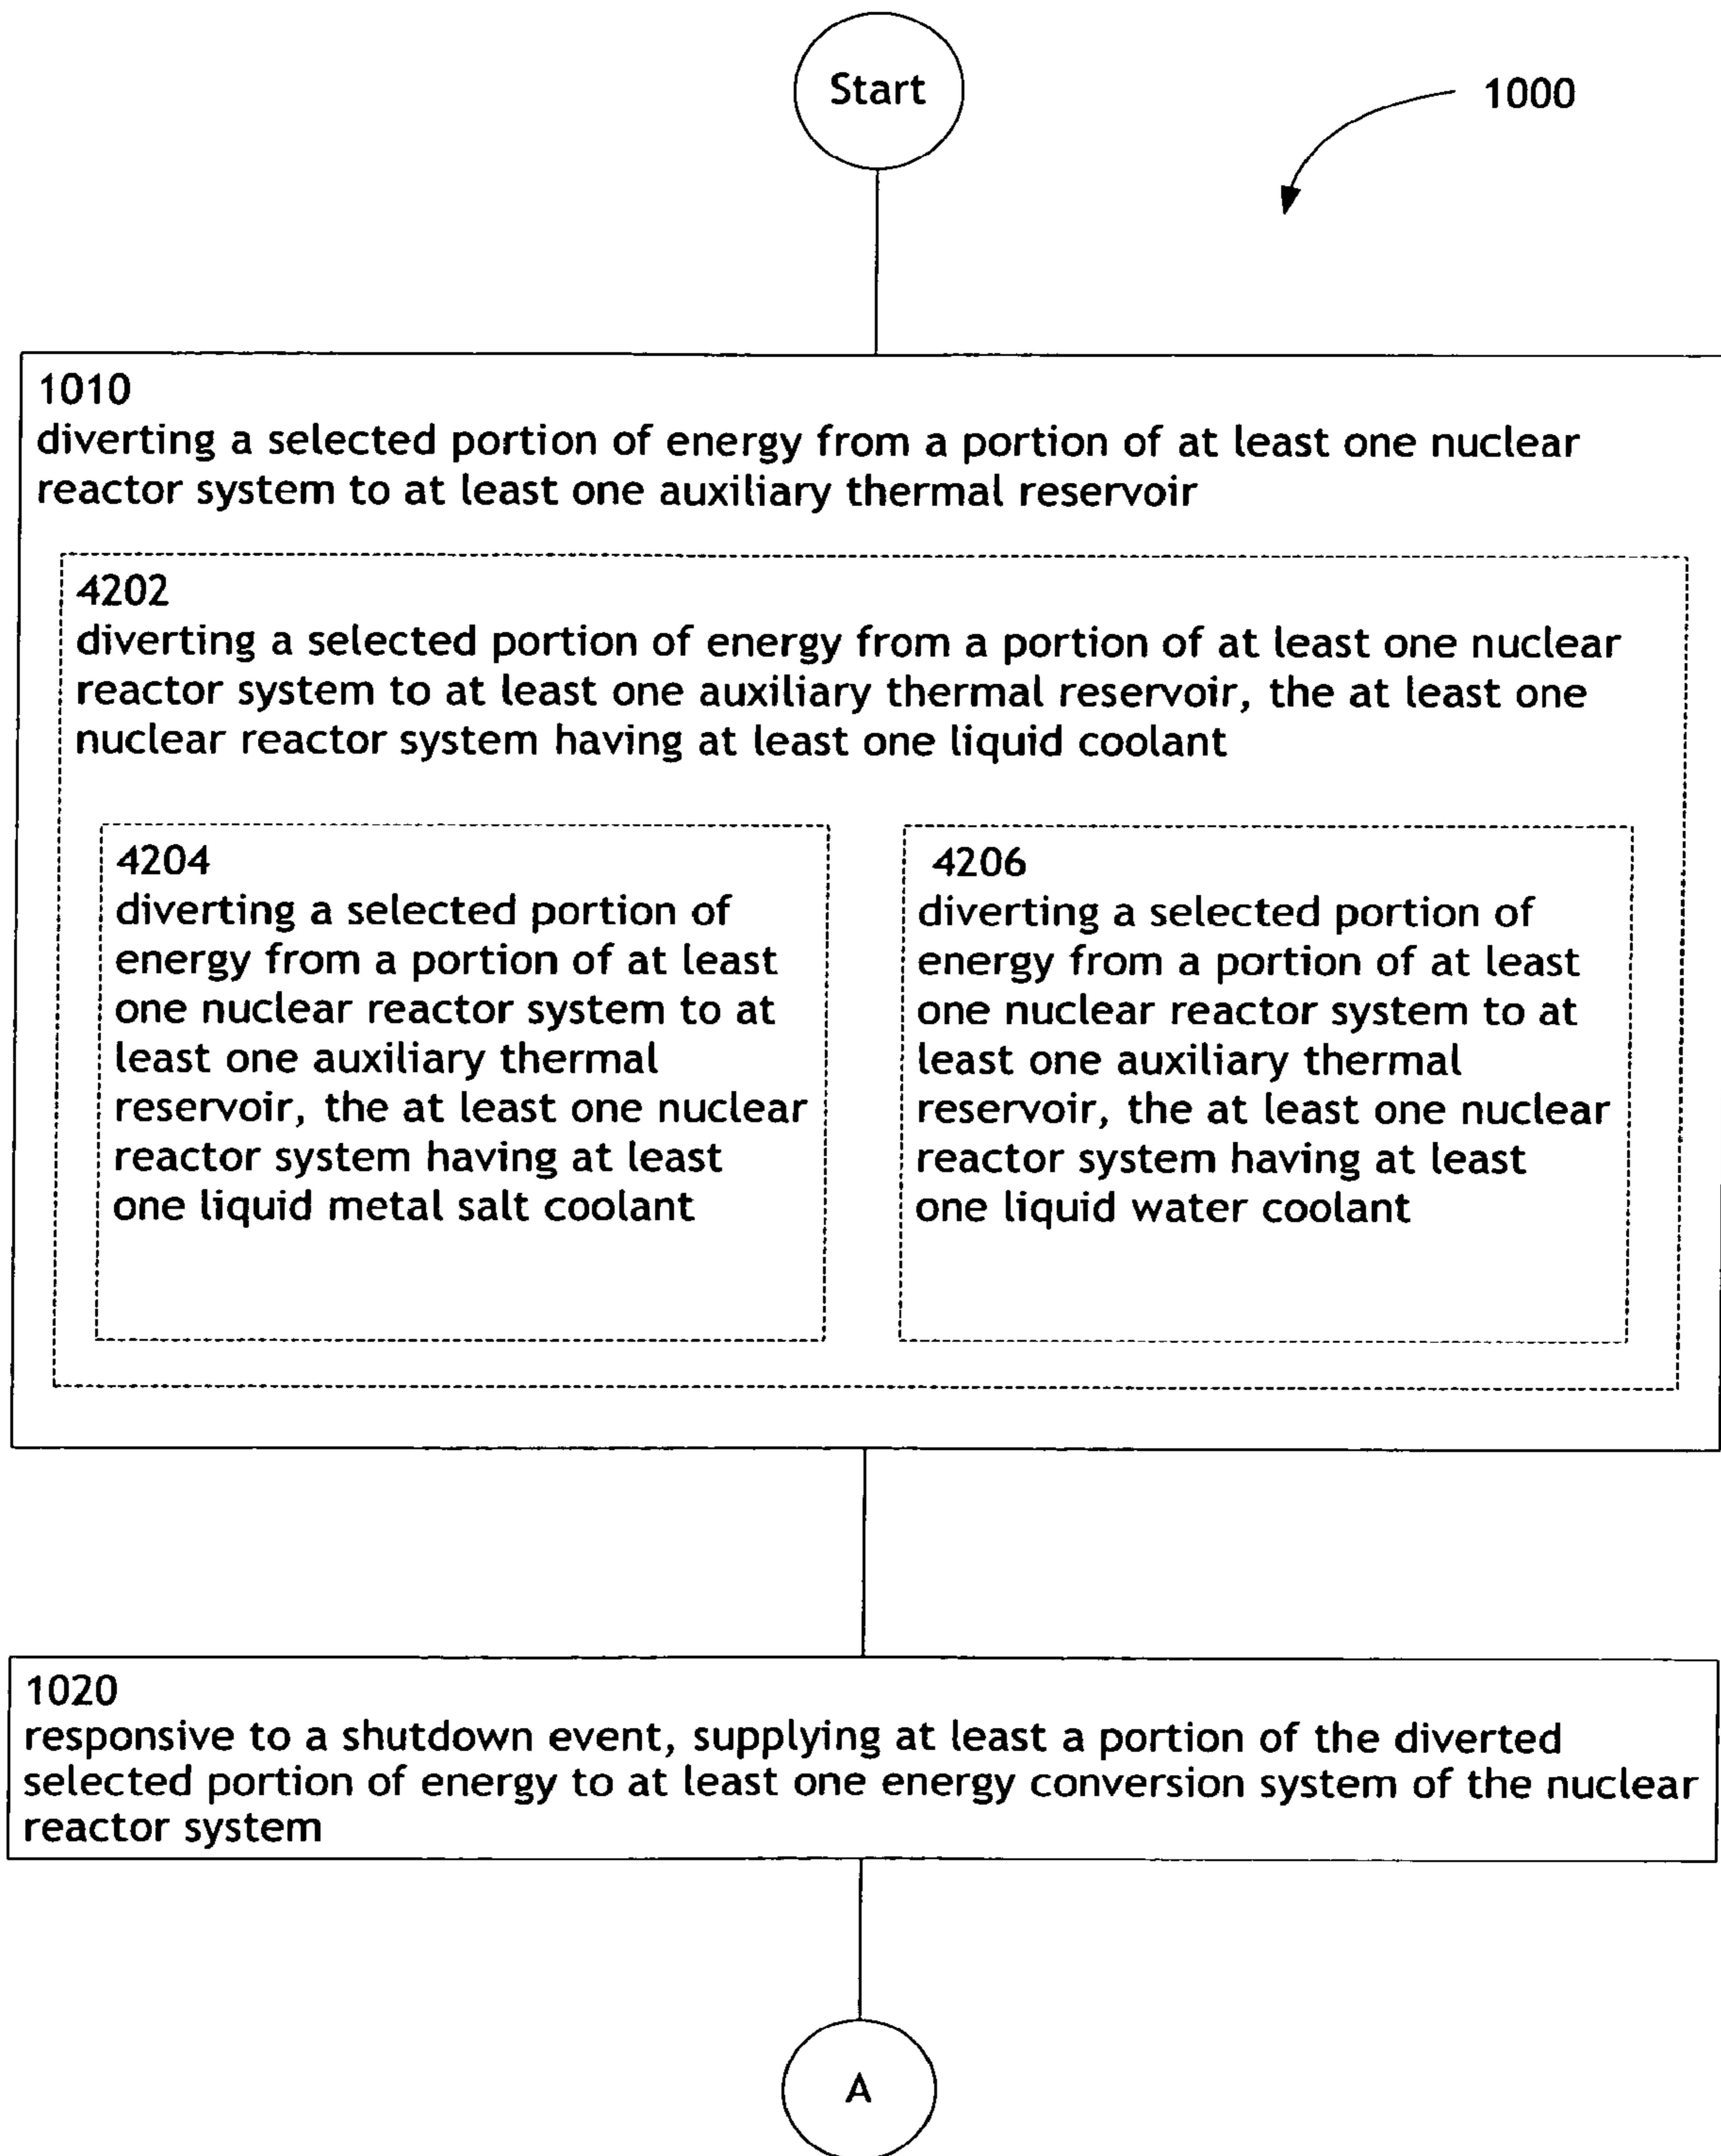 Start
1000
1010
diverting a selected portion of energy from a portion of at least one nuclear
reactor system to at least one auxiliary thermal reservoir
4202
diverting a selected portion of energy from a portion of at least one nuclear
reactor system to at least one auxiliary thermal reservoir, the at least one
nuclear reactor system having at least one liquid coolant
4204
diverting a selected portion of
energy from a portion of at least
one nuclear reactor system to at
least one auxiliary thermal
reservoir, the at least one nuclear
reactor system having at least
one liquid metal salt coolant
4206
diverting a selected portion of
energy from a portion of at least
one nuclear reactor system to at
least one auxiliary thermal
reservoir, the at least one nuclear
reactor system having at least
one liquid water coolant
1020
responsive to a shutdown event, supplying at least a portion of the diverted
selected portion of energy to at least one energy conversion system of the nuclear
reactor system
A